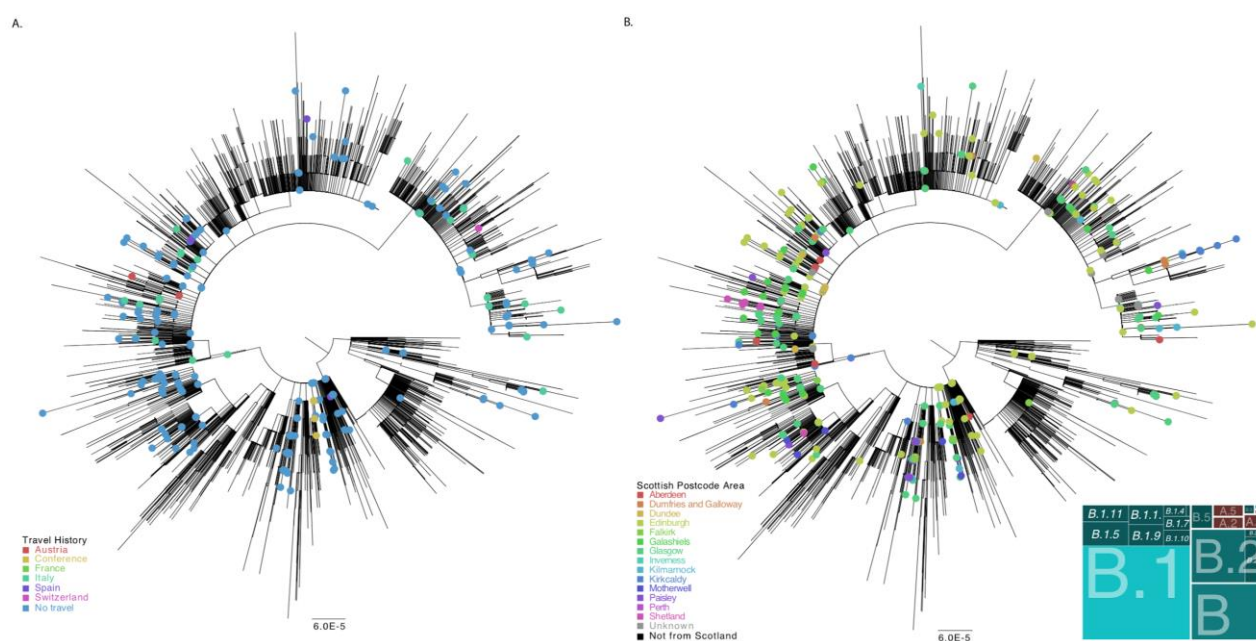 A.
B.
Travel History
Austria
Conference
France
Italy
Spain
Switzerland
No travel
6.0E-5
Scottish Postcode Area
Aberdeen
Dumfries and Galloway
Dundee
Edinburgh
Falkirk
Galashiels
Glasgow
Inverness
Kilmarnock
Kirkcaldy
Motherwell
Paisley
Perth
Shetland
Unknown
Not from Scotland
6.0E-5
B.1.11
B.1.1.
B.1.4
B.1.7
B.1.5
B.1.9
B.1.10
B.1
B.5
A.5
A.2
B.2
B